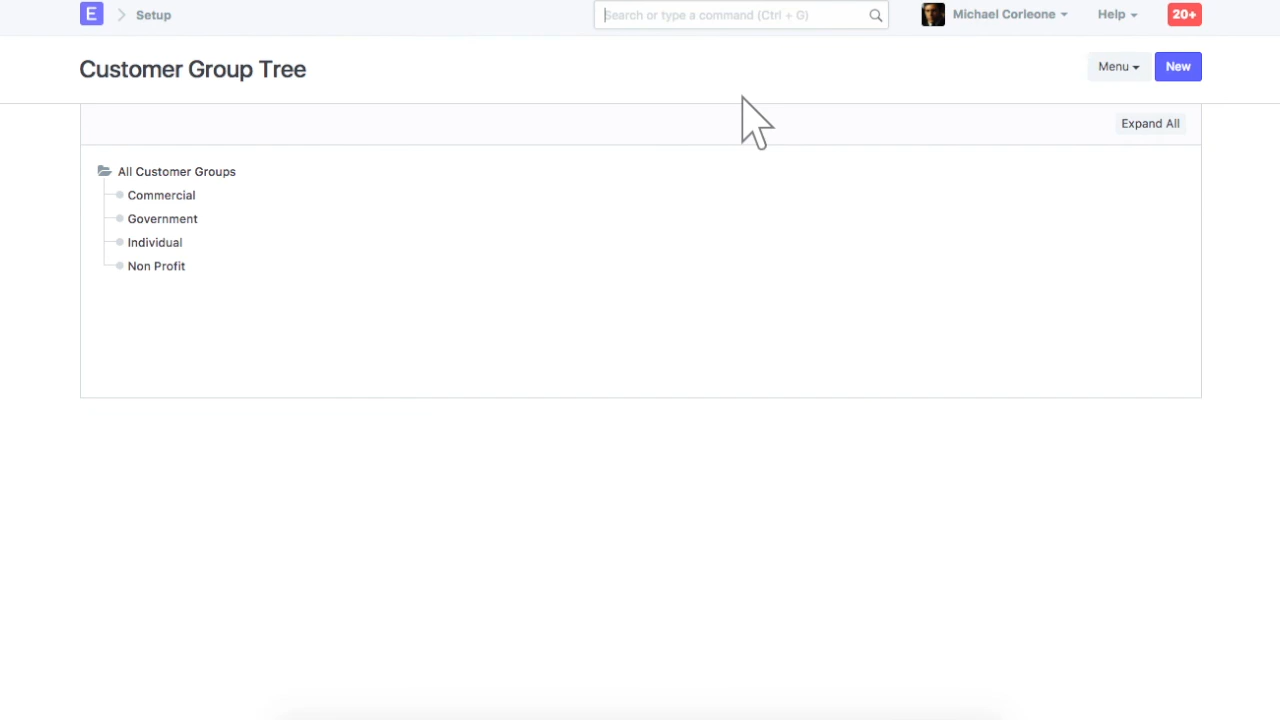 E
Setup
Search or type a command (Ctrl + G)
Michael Corleone
Help
20+
Customer Group Tree
Menu
New
Expand All
All Customer Groups
Commercial
Government
Individual
Non Profit